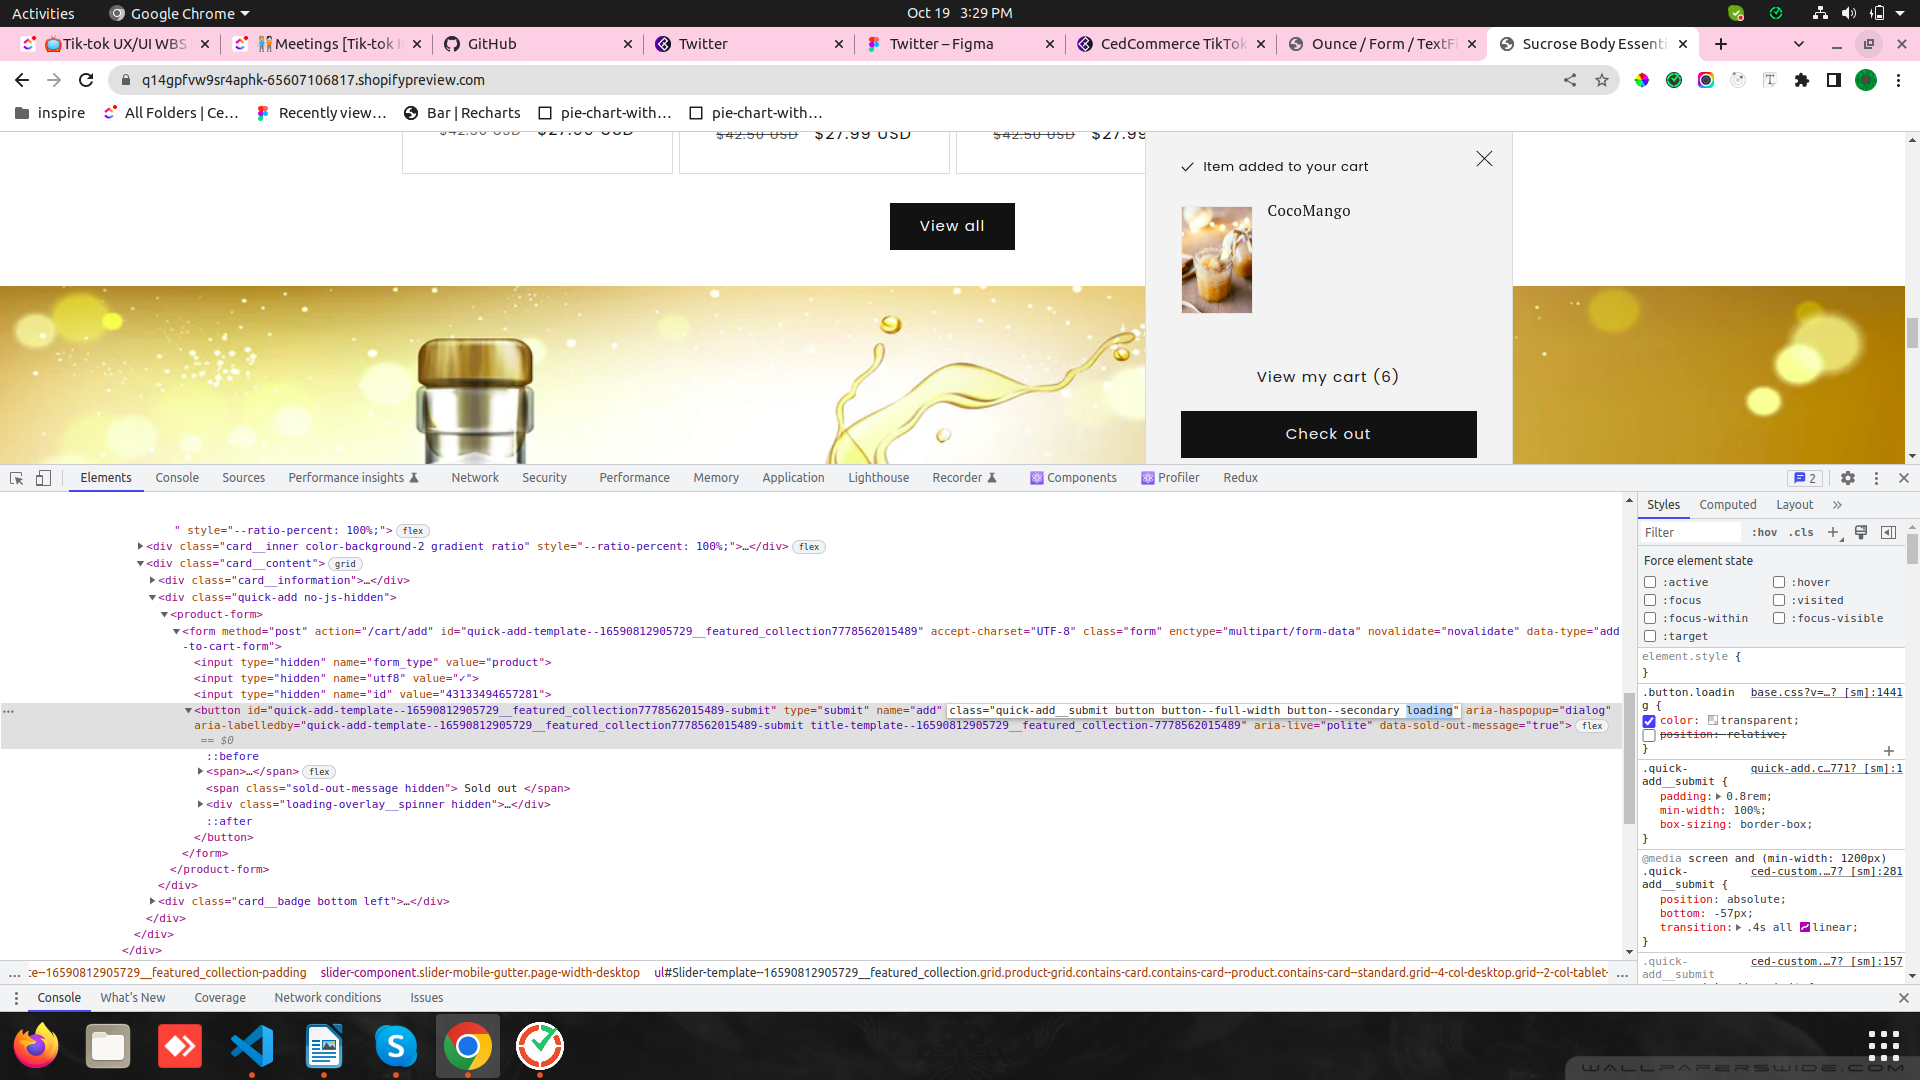 Activities
Google Chrome
Oct 19 3:29 PM
Tik-tok UX/UI WBS
Meetings [Tik-tok I
GitHub
Twitter
Twitter – Figma
CedCommerce TikTok
Ounce / Form / TextFi
Sucrose Body Essenti
q14gpfvw9sr4aphk-65607106817.shopifypreview.com
inspire
All Folders | Ce…
Recently view…
Bar | Recharts
pie-chart-with…
pie-chart-with…
$42.50 USD $27.99 USD
$42.50 USD $27.99 USD
$42.50 USD $27.99
View all
Item added to your cart
CocoMango
View my cart (6)
Check out
Elements
Console
Sources
Performance insights
Network
Security
Performance
Memory
Application
Lighthouse
Recorder
Components
Profiler
Redux
2
" style="--ratio-percent: 100%;"> flex
<div class="card__inner color-background-2 gradient ratio" style="--ratio-percent: 100%;">…</div> flex
<div class="card__content"> grid
<div class="card__information">…</div>
<div class="quick-add no-js-hidden">
<product-form>
<form method="post" action="/cart/add" id="quick-add-template--16590812905729__featured_collection7778562015489" accept-charset="UTF-8" class="form" enctype="multipart/form-data" novalidate="novalidate" data-type="add
-to-cart-form">
<input type="hidden" name="form_type" value="product">
<input type="hidden" name="utf8" value="✓">
<input type="hidden" name="id" value="43133494657281">
<button id="quick-add-template--16590812905729__featured_collection7778562015489-submit" type="submit" name="add" class="quick-add__submit button button--full-width button--secondary loading" aria-haspopup="dialog"
aria-labelledby="quick-add-template--16590812905729__featured_collection7778562015489-submit title-template--16590812905729__featured_collection-7778562015489" aria-live="polite" data-sold-out-message="true"> flex
== $0
::before
<span>…</span> flex
<span class="sold-out-message hidden"> Sold out </span>
<div class="loading-overlay__spinner hidden">…</div>
::after
</button>
</form>
</product-form>
</div>
<div class="card__badge bottom left">…</div>
</div>
</div>
</div>
Styles
Computed
Layout
Filter
:hov .cls
Force element state
:active
:hover
:focus
:visited
:focus-within
:focus-visible
:target
element.style {
}
.button.loadin base.css?v=…? [sm]:1441
g {
color: transparent;
position: relative;
}
.quick- quick-add.c…771? [sm]:1
add__submit {
padding: 0.8rem;
min-width: 100%;
box-sizing: border-box;
}
@media screen and (min-width: 1200px)
.quick- ced-custom.…7? [sm]:281
add__submit {
position: absolute;
bottom: -57px;
transition: .4s all linear;
}
.quick- ced-custom.…7? [sm]:157
add__submit
… te--16590812905729__featured_collection-padding slider-component.slider-mobile-gutter.page-width-desktop ul#Slider-template--16590812905729__featured_collection.grid.product-grid.contains-card.contains-card--product.contains-card--standard.grid--4-col-desktop.grid--2-col-tablet- …
Console
What's New
Coverage
Network conditions
Issues
WALLPAPERSWIDE.COM